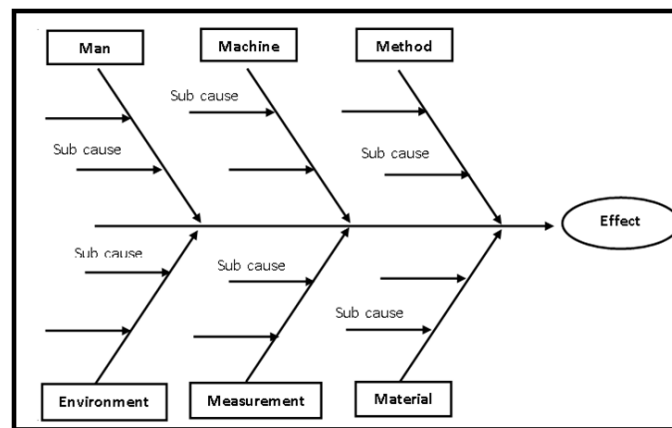 Man
Machine
Method
Sub cause
Sub cause
Sub cause
Effect
Sub cause
Sub cause
Sub cause
Environment
Measurement
Material